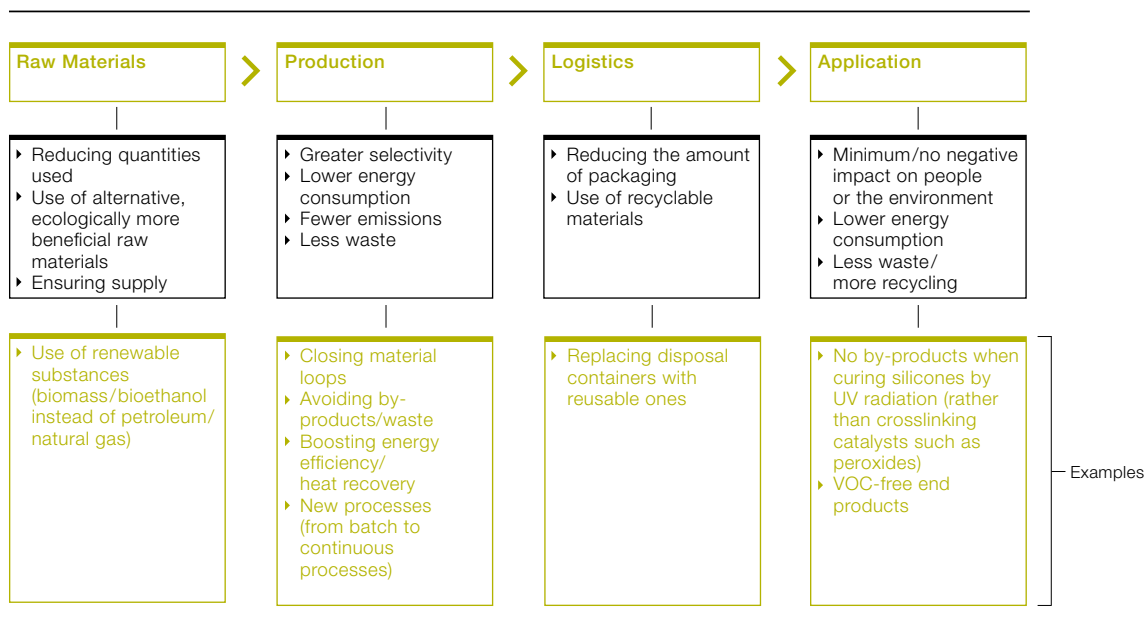 Raw Materials
Production
Logistics
Application
‣ Reducing quantities
used
‣ Use of alternative,
ecologically more
beneficial raw
materials
‣ Ensuring supply
‣ Greater selectivity
‣ Lower energy
consumption
‣ Fewer emissions
‣ Less waste
‣ Reducing the amount
of packaging
‣ Use of recyclable
materials
‣ Minimum/no negative
impact on people
or the environment
‣ Lower energy
consumption
‣ Less waste/
more recycling
‣ Use of renewable
substances
(biomass/bioethanol
instead of petroleum/
natural gas)
‣ Closing material
loops
‣ Avoiding by-
products/waste
‣ Boosting energy
efficiency/
heat recovery
‣ New processes
(from batch to
continuous
processes)
‣ Replacing disposal
containers with
reusable ones
‣ No by-products when
curing silicones by
UV radiation (rather
than crosslinking
catalysts such as
peroxides)
‣ VOC-free end
products
Examples